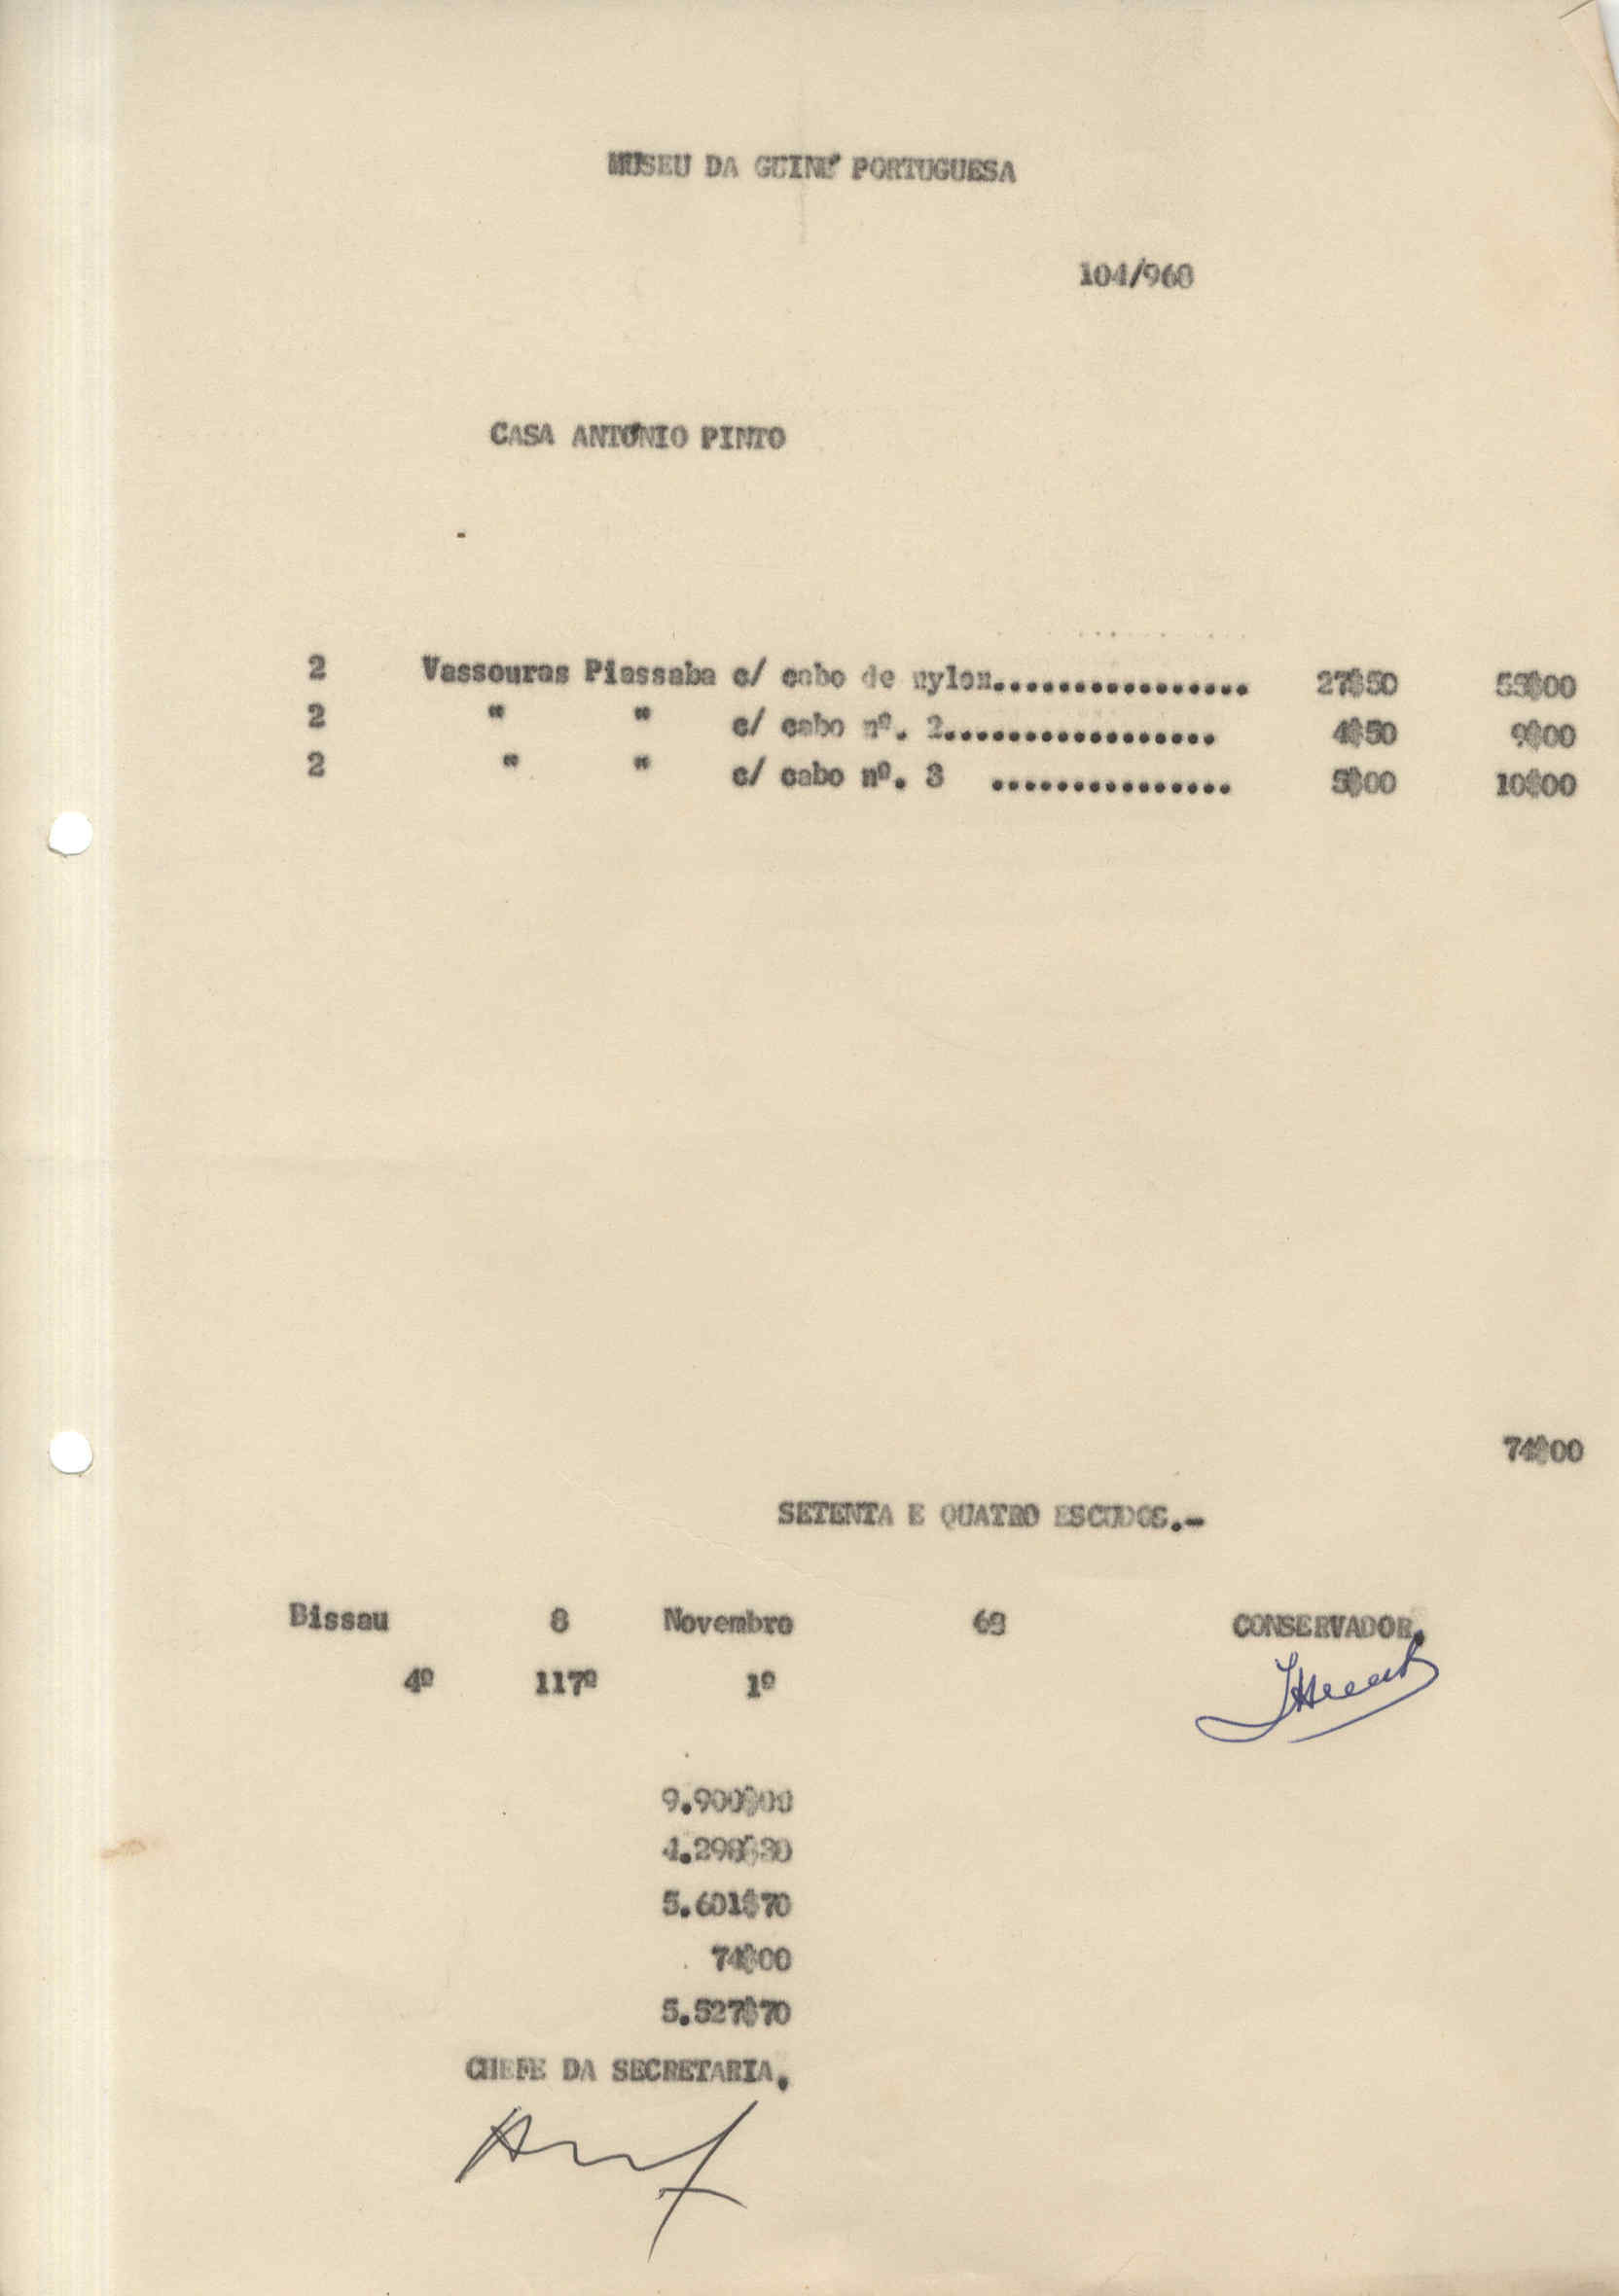 MUSEU DA GUINE' PORTUGUESA
104/968
CASA ANTÓNIO PINTO
2 Vassouras Piassaba c/ cabo de nylon................ 27$50 55$00
2 " " c/ cabo nº. 2................. 4$50 9$00
2 " " c/ cabo nº. 3 ............... 5$00 10$00
74$00
SETENTA E QUATRO ESCUDOS.-
Bissau 8 Novembro 68 CONSERVADOR.
4º 117º 1º
9.900$00
4.298$30
5.601$70
74$00
5.527$70
CHEFE DA SECRETARIA.